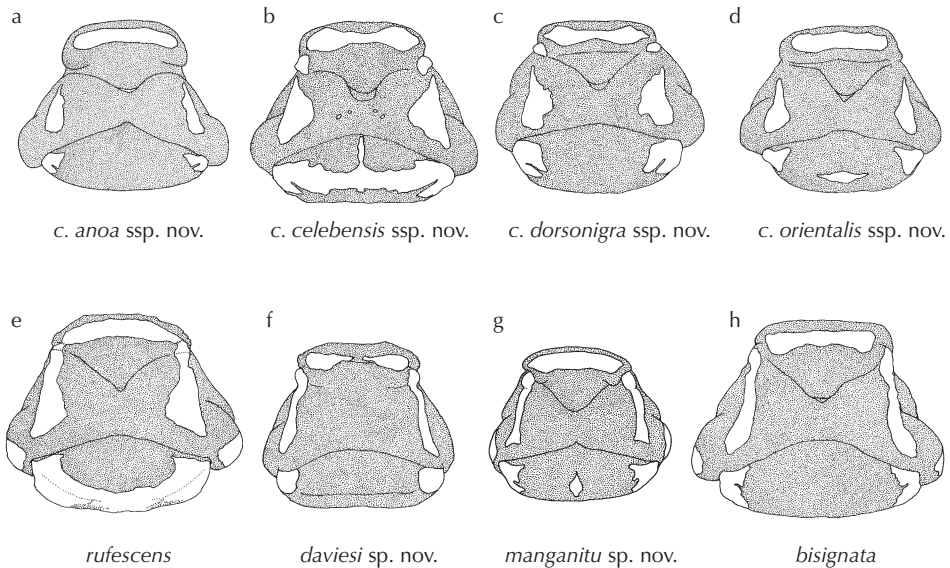 a b c d
c. anoa ssp. nov. c. celebensis ssp. nov. c. dorsonigra ssp. nov. c. orientalis ssp. nov.
e f g h
rufescens daviesi sp. nov. manganitu sp. nov. bisignata